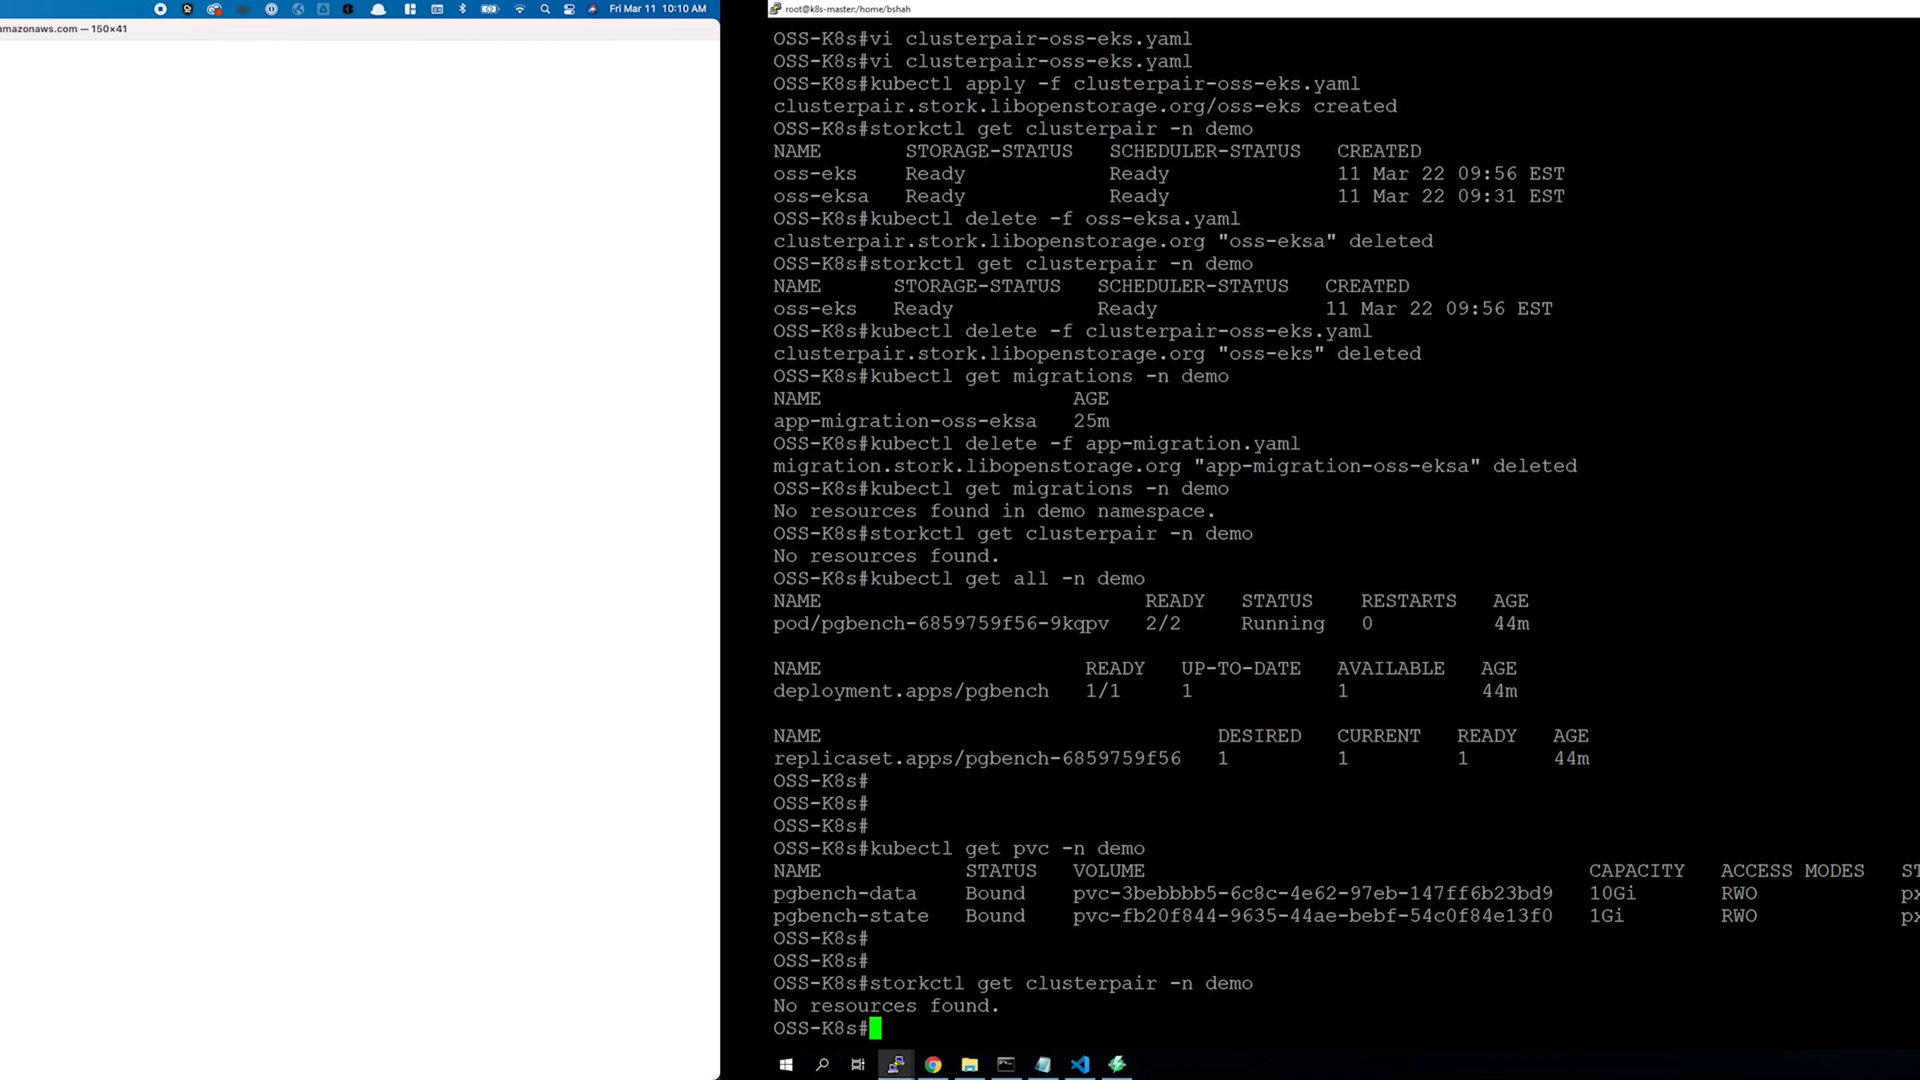 Fri Mar 11 10:10 AM
amazonaws.com — 150×41
root@k8s-master:/home/bshah
OSS-K8s#vi clusterpair-oss-eks.yaml
OSS-K8s#vi clusterpair-oss-eks.yaml
OSS-K8s#kubectl apply -f clusterpair-oss-eks.yaml
clusterpair.stork.libopenstorage.org/oss-eks created
OSS-K8s#storkctl get clusterpair -n demo
NAME STORAGE-STATUS SCHEDULER-STATUS CREATED
oss-eks Ready Ready 11 Mar 22 09:56 EST
oss-eksa Ready Ready 11 Mar 22 09:31 EST
OSS-K8s#kubectl delete -f oss-eksa.yaml
clusterpair.stork.libopenstorage.org "oss-eksa" deleted
OSS-K8s#storkctl get clusterpair -n demo
NAME STORAGE-STATUS SCHEDULER-STATUS CREATED
oss-eks Ready Ready 11 Mar 22 09:56 EST
OSS-K8s#kubectl delete -f clusterpair-oss-eks.yaml
clusterpair.stork.libopenstorage.org "oss-eks" deleted
OSS-K8s#kubectl get migrations -n demo
NAME AGE
app-migration-oss-eksa 25m
OSS-K8s#kubectl delete -f app-migration.yaml
migration.stork.libopenstorage.org "app-migration-oss-eksa" deleted
OSS-K8s#kubectl get migrations -n demo
No resources found in demo namespace.
OSS-K8s#storkctl get clusterpair -n demo
No resources found.
OSS-K8s#kubectl get all -n demo
NAME READY STATUS RESTARTS AGE
pod/pgbench-6859759f56-9kqpv 2/2 Running 0 44m
NAME READY UP-TO-DATE AVAILABLE AGE
deployment.apps/pgbench 1/1 1 1 44m
NAME DESIRED CURRENT READY AGE
replicaset.apps/pgbench-6859759f56 1 1 1 44m
OSS-K8s#
OSS-K8s#
OSS-K8s#
OSS-K8s#kubectl get pvc -n demo
NAME STATUS VOLUME CAPACITY ACCESS MODES ST
pgbench-data Bound pvc-3bebbbb5-6c8c-4e62-97eb-147ff6b23bd9 10Gi RWO px
pgbench-state Bound pvc-fb20f844-9635-44ae-bebf-54c0f84e13f0 1Gi RWO px
OSS-K8s#
OSS-K8s#
OSS-K8s#storkctl get clusterpair -n demo
No resources found.
OSS-K8s#